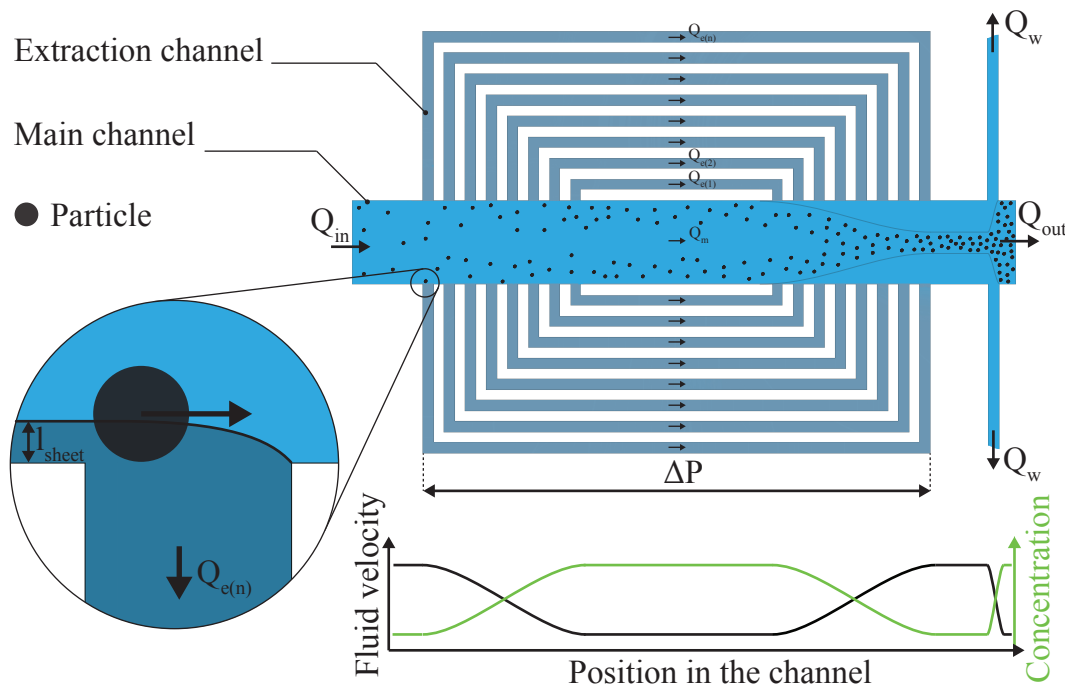 Extraction channel
Main channel
Particle
Q_e(n)
Q_e(2)
Q_e(1)
Q_in
Q_m
Q_w
Q_out
Q_w
l_sheet
Q_e(n)
ΔP
Fluid velocity
Concentration
Position in the channel